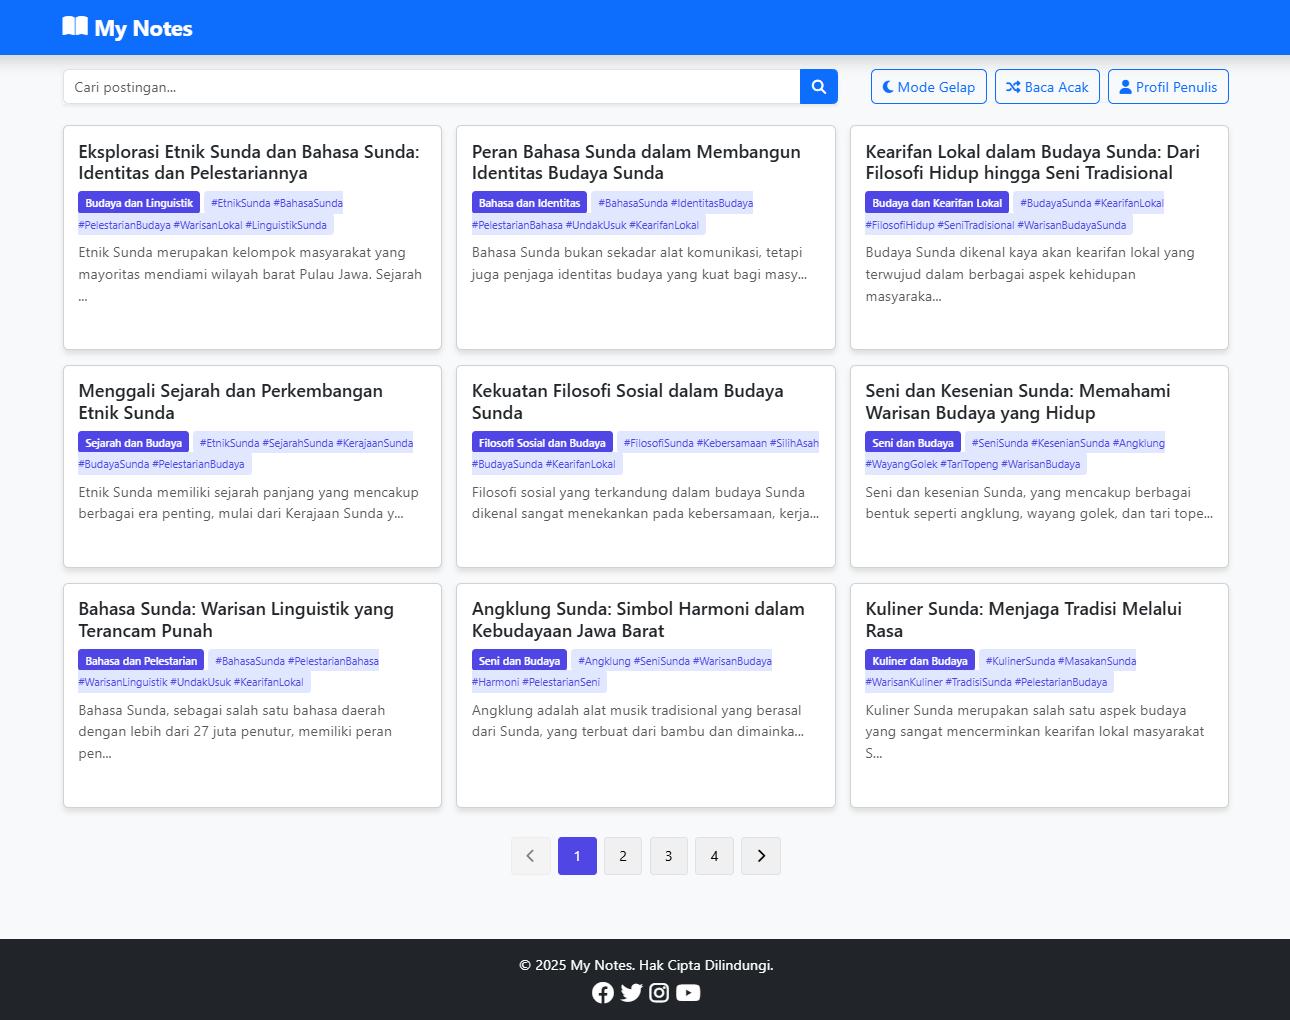 My Notes
Cari postingan...
Mode Gelap
Baca Acak
Profil Penulis
Eksplorasi Etnik Sunda dan Bahasa Sunda:
Identitas dan Pelestariannya
Budaya dan Linguistik #EtnikSunda #BahasaSunda
#PelestarianBudaya #WarisanLokal #LinguistikSunda
Etnik Sunda merupakan kelompok masyarakat yang
mayoritas mendiami wilayah barat Pulau Jawa. Sejarah
...
Peran Bahasa Sunda dalam Membangun
Identitas Budaya Sunda
Bahasa dan Identitas #BahasaSunda #IdentitasBudaya
#PelestarianBahasa #UndakUsuk #KearifanLokal
Bahasa Sunda bukan sekadar alat komunikasi, tetapi
juga penjaga identitas budaya yang kuat bagi masy...
Kearifan Lokal dalam Budaya Sunda: Dari
Filosofi Hidup hingga Seni Tradisional
Budaya dan Kearifan Lokal #BudayaSunda #KearifanLokal
#FilosofiHidup #SeniTradisional #WarisanBudayaSunda
Budaya Sunda dikenal kaya akan kearifan lokal yang
terwujud dalam berbagai aspek kehidupan
masyaraka...
Menggali Sejarah dan Perkembangan
Etnik Sunda
Sejarah dan Budaya #EtnikSunda #SejarahSunda #KerajaanSunda
#BudayaSunda #PelestarianBudaya
Etnik Sunda memiliki sejarah panjang yang mencakup
berbagai era penting, mulai dari Kerajaan Sunda y...
Kekuatan Filosofi Sosial dalam Budaya
Sunda
Filosofi Sosial dan Budaya #FilosofiSunda #Kebersamaan #SilihAsah
#BudayaSunda #KearifanLokal
Filosofi sosial yang terkandung dalam budaya Sunda
dikenal sangat menekankan pada kebersamaan, kerja...
Seni dan Kesenian Sunda: Memahami
Warisan Budaya yang Hidup
Seni dan Budaya #SeniSunda #KesenianSunda #Angklung
#WayangGolek #TariTopeng #WarisanBudaya
Seni dan kesenian Sunda, yang mencakup berbagai
bentuk seperti angklung, wayang golek, dan tari tope...
Bahasa Sunda: Warisan Linguistik yang
Terancam Punah
Bahasa dan Pelestarian #BahasaSunda #PelestarianBahasa
#WarisanLinguistik #UndakUsuk #KearifanLokal
Bahasa Sunda, sebagai salah satu bahasa daerah
dengan lebih dari 27 juta penutur, memiliki peran
pen...
Angklung Sunda: Simbol Harmoni dalam
Kebudayaan Jawa Barat
Seni dan Budaya #Angklung #SeniSunda #WarisanBudaya
#Harmoni #PelestarianSeni
Angklung adalah alat musik tradisional yang berasal
dari Sunda, yang terbuat dari bambu dan dimainka...
Kuliner Sunda: Menjaga Tradisi Melalui
Rasa
Kuliner dan Budaya #KulinerSunda #MasakanSunda
#WarisanKuliner #TradisiSunda #PelestarianBudaya
Kuliner Sunda merupakan salah satu aspek budaya
yang sangat mencerminkan kearifan lokal masyarakat
S...
1 2 3 4
© 2025 My Notes. Hak Cipta Dilindungi.